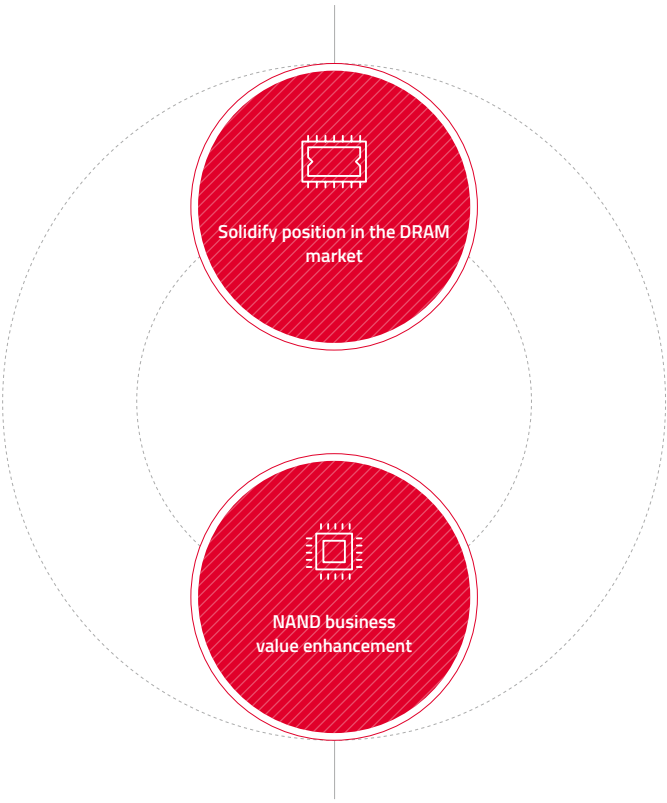 Solidify position in the DRAM
market
NAND business
value enhancement